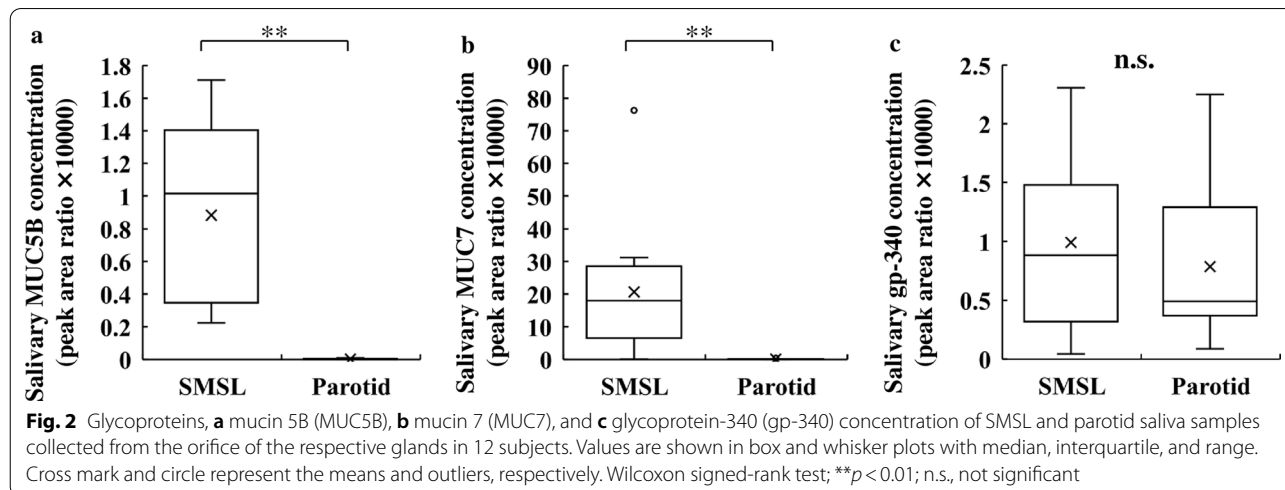 a
**
Salivary MUC5B concentration
(peak area ratio ×10000)
1.8
1.6
1.4
1.2
1
0.8
0.6
0.4
0.2
0
SMSL Parotid
b
**
Salivary MUC7 concentration
(peak area ratio ×10000)
90
80
70
60
50
40
30
20
10
0
SMSL Parotid
c
n.s.
Salivary gp-340 concentration
(peak area ratio ×10000)
2.5
2
1.5
1
0.5
0
SMSL Parotid
Fig. 2 Glycoproteins, a mucin 5B (MUC5B), b mucin 7 (MUC7), and c glycoprotein-340 (gp-340) concentration of SMSL and parotid saliva samples
collected from the orifice of the respective glands in 12 subjects. Values are shown in box and whisker plots with median, interquartile, and range.
Cross mark and circle represent the means and outliers, respectively. Wilcoxon signed-rank test; **p < 0.01; n.s., not significant